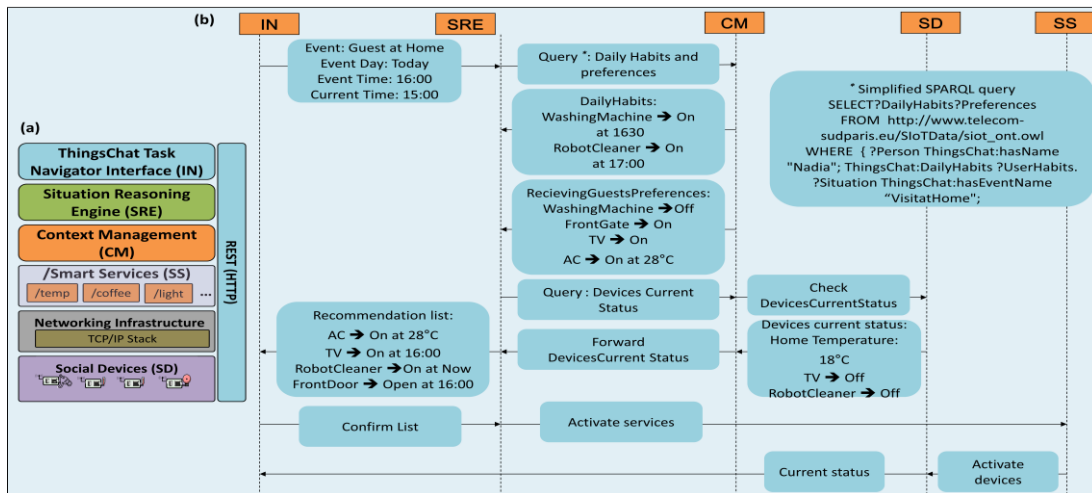 (b)
IN
SRE
CM
SD
SS
Event: Guest at Home
Event Day: Today
Event Time: 16:00
Current Time: 15:00
Query *: Daily Habits and
preferences
DailyHabits:
WashingMachine ➔ On
at 1630
RobotCleaner ➔ On
at 17:00
* Simplified SPARQL query
SELECT?DailyHabits?Preferences
FROM http://www.telecom-
sudparis.eu/SIoTData/siot_ont.owl
WHERE { ?Person ThingsChat:hasName
"Nadia"; ThingsChat:DailyHabits ?UserHabits.
?Situation ThingsChat:hasEventName
“VisitatHome";
(a)
ThingsChat Task
Navigator Interface (IN)
Situation Reasoning
Engine (SRE)
Context Management
(CM)
/Smart Services (SS)
/temp
/coffee
/light
...
Networking Infrastructure
TCP/IP Stack
Social Devices (SD)
REST (HTTP)
RecievingGuestsPreferences:
WashingMachine ➔Off
FrontGate ➔ On
TV ➔ On
AC ➔ On at 28°C
Query : Devices Current
Status
Check
DevicesCurrentStatus
Recommendation list:
AC ➔ On at 28°C
TV ➔ On at 16:00
RobotCleaner ➔On at Now
FrontDoor ➔ Open at 16:00
Forward
DevicesCurrent Status
Devices current status:
Home Temperature:
18°C
TV ➔ Off
RobotCleaner ➔ Off
Confirm List
Activate services
Current status
Activate
devices